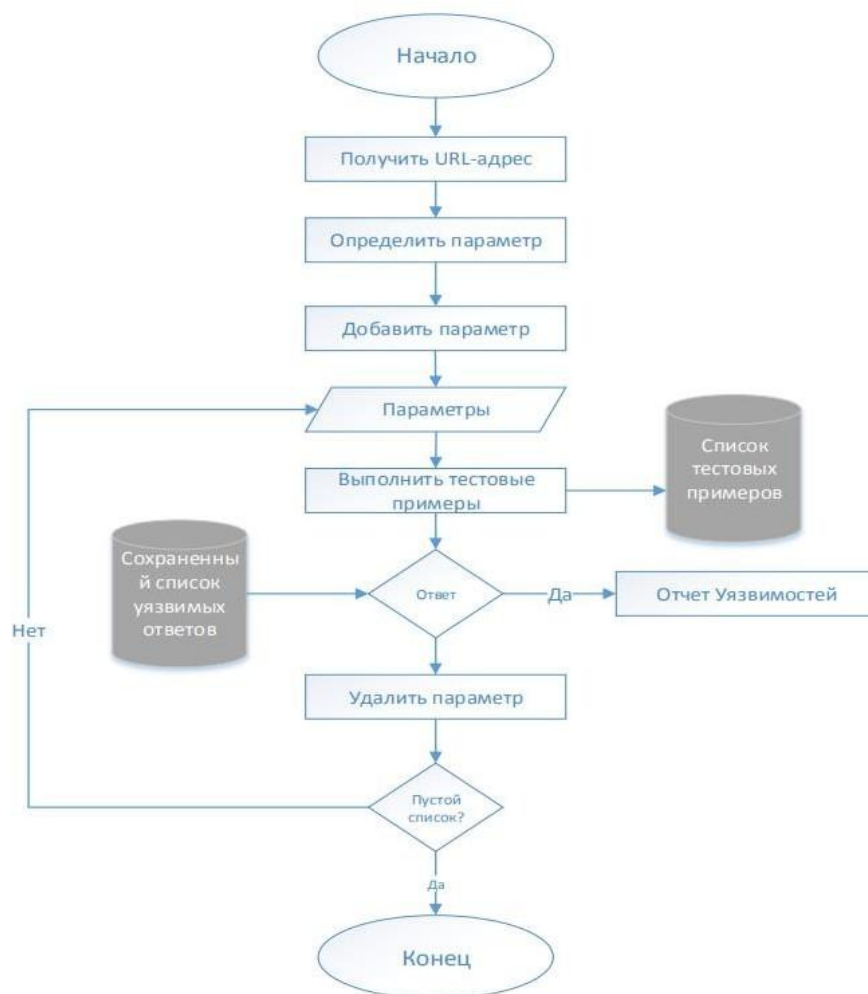 Начало
Получить URL-адрес
Определить параметр
Добавить параметр
Параметры
Выполнить тестовые
примеры
Список
тестовых
примеров
Сохраненны
й список
уязвимых
ответов
Ответ
Да
Отчет Уязвимостей
Нет
Удалить параметр
Пустой
список?
Да
Конец